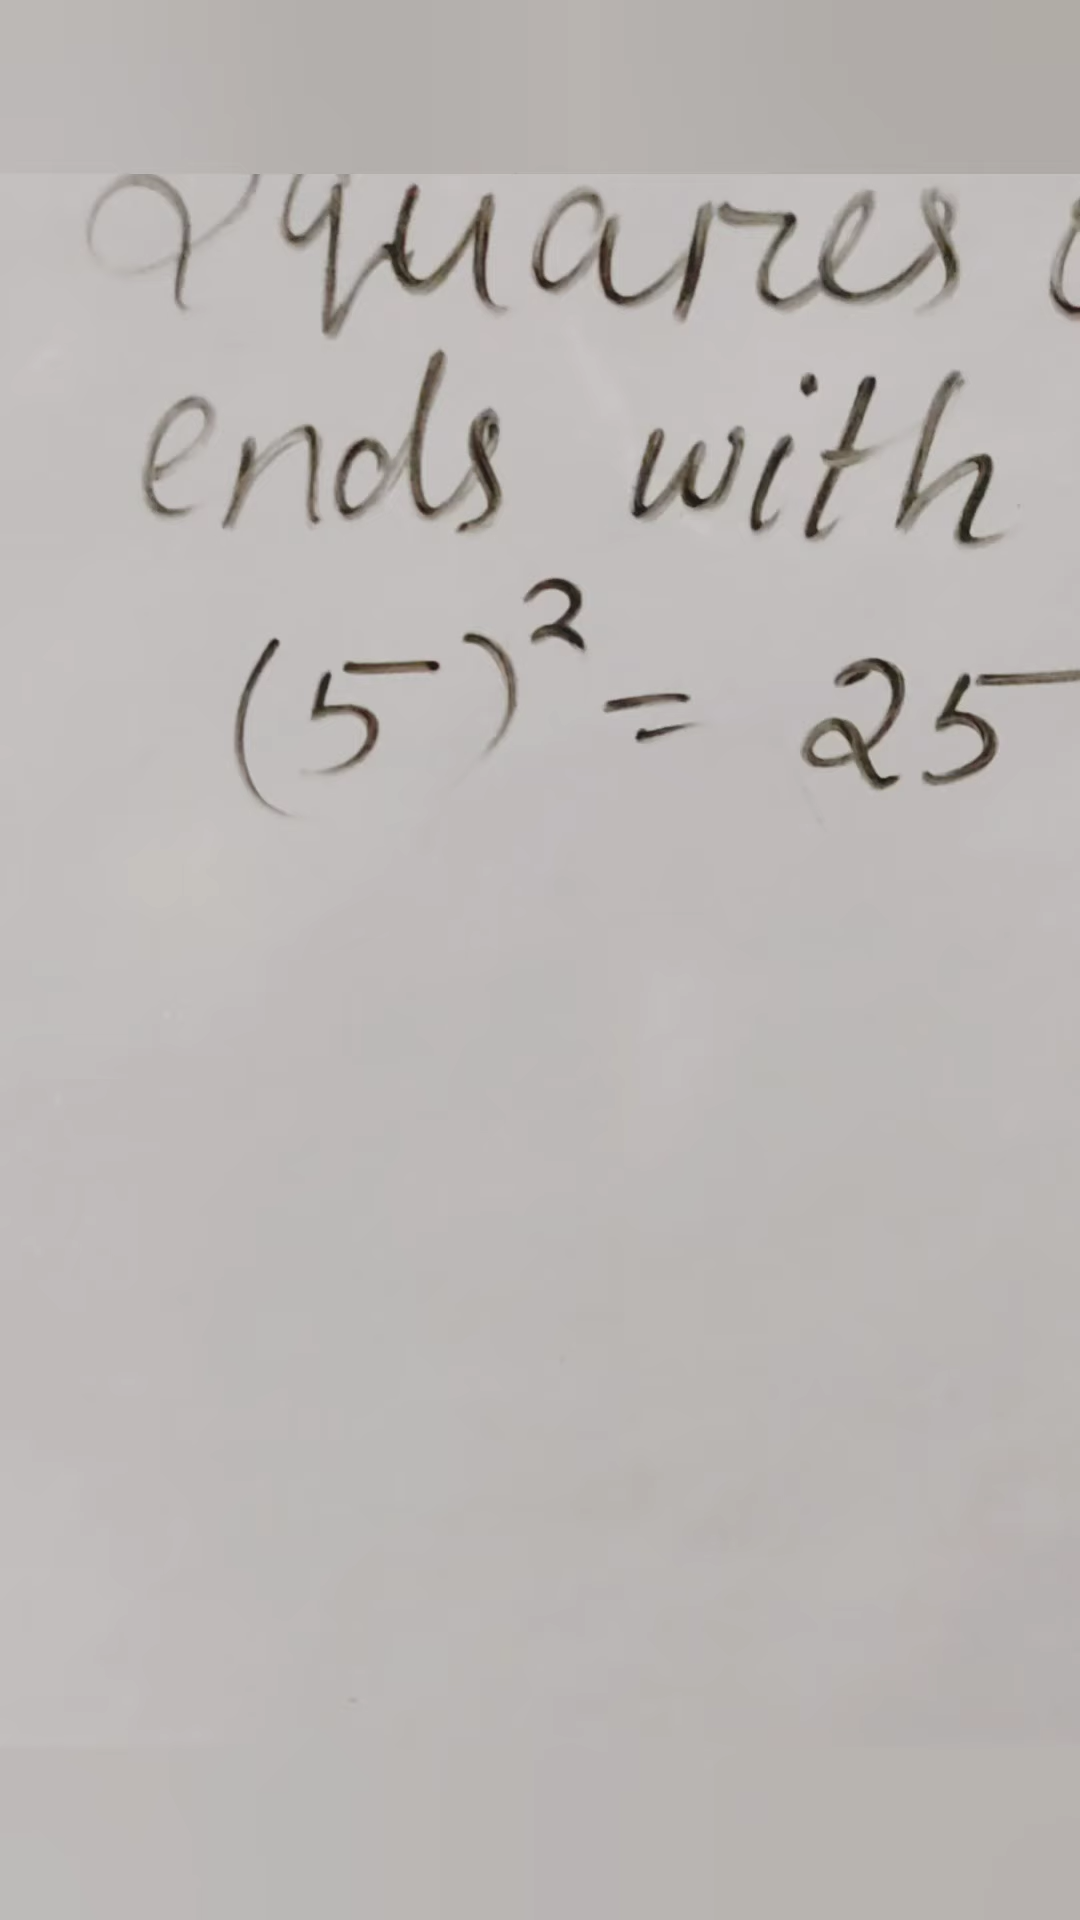 Squares
ends with
(5)² = 25